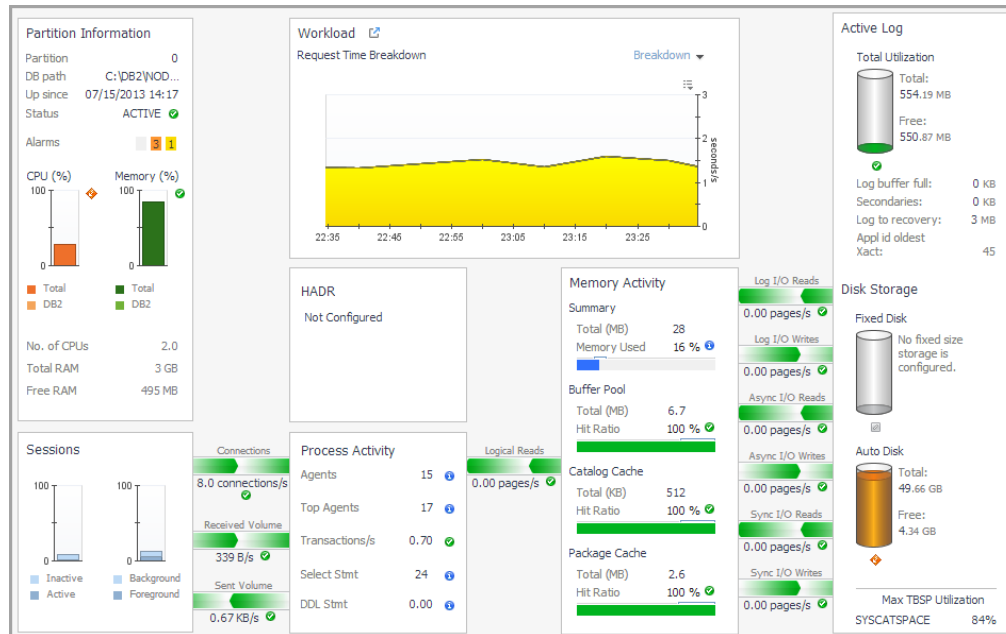 Partition Information
Partition 0
DB path C:\DB2\NOD...
Up since 07/15/2013 14:17
Status ACTIVE
Alarms 3 1
CPU (%) Memory (%)
100 100
0 0
Total Total
DB2 DB2
No. of CPUs 2.0
Total RAM 3 GB
Free RAM 495 MB
Workload
Request Time Breakdown Breakdown
3
2
1
0
seconds/s
22:35 22:45 22:55 23:05 23:15 23:25
Active Log
Total Utilization
Total:
554.19 MB
Free:
550.87 MB
Log buffer full: 0 KB
Secondaries: 0 KB
Log to recovery: 3 MB
Appl id oldest
Xact: 45
HADR
Not Configured
Memory Activity
Summary
Total (MB) 28
Memory Used 16 %
Buffer Pool
Total (MB) 6.7
Hit Ratio 100 %
Catalog Cache
Total (KB) 512
Hit Ratio 100 %
Package Cache
Total (MB) 2.6
Hit Ratio 100 %
Log I/O Reads
0.00 pages/s
Log I/O Writes
0.00 pages/s
Async I/O Reads
0.00 pages/s
Async I/O Writes
0.00 pages/s
Sync I/O Reads
0.00 pages/s
Sync I/O Writes
0.00 pages/s
Disk Storage
Fixed Disk
No fixed size
storage is
configured.
Auto Disk
Total:
49.66 GB
Free:
4.34 GB
Max TBSP Utilization
SYSCATSPACE 84%
Sessions
100 100
0 0
Inactive Background
Active Foreground
Connections
8.0 connections/s
Received Volume
339 B/s
Sent Volume
0.67 KB/s
Process Activity
Agents 15
Top Agents 17
Transactions/s 0.70
Select Stmt 24
DDL Stmt 0.00
Logical Reads
0.00 pages/s